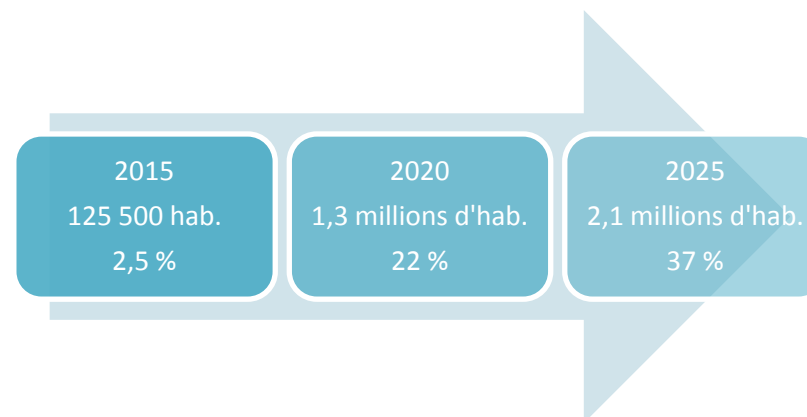 2015
125 500 hab.
2,5 %
2020
1,3 millions d'hab.
22 %
2025
2,1 millions d'hab.
37 %